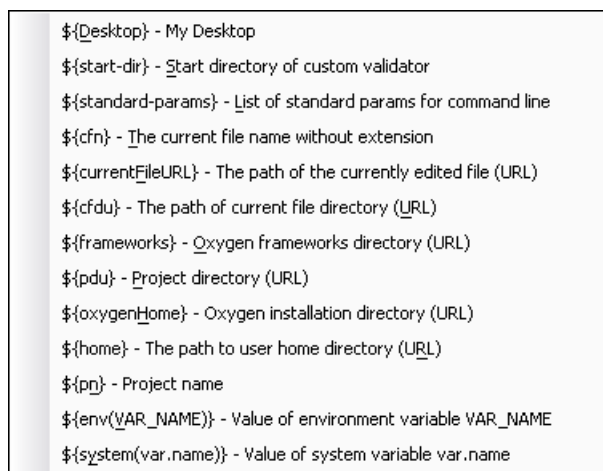 ${Desktop} - My Desktop
${start-dir} - Start directory of custom validator
${standard-params} - List of standard params for command line
${cfn} - The current file name without extension
${currentFileURL} - The path of the currently edited file (URL)
${cfdu} - The path of current file directory (URL)
${frameworks} - Oxygen frameworks directory (URL)
${pdu} - Project directory (URL)
${oxygenHome} - Oxygen installation directory (URL)
${home} - The path to user home directory (URL)
${pn} - Project name
${env(VAR_NAME)} - Value of environment variable VAR_NAME
${system(var.name)} - Value of system variable var.name